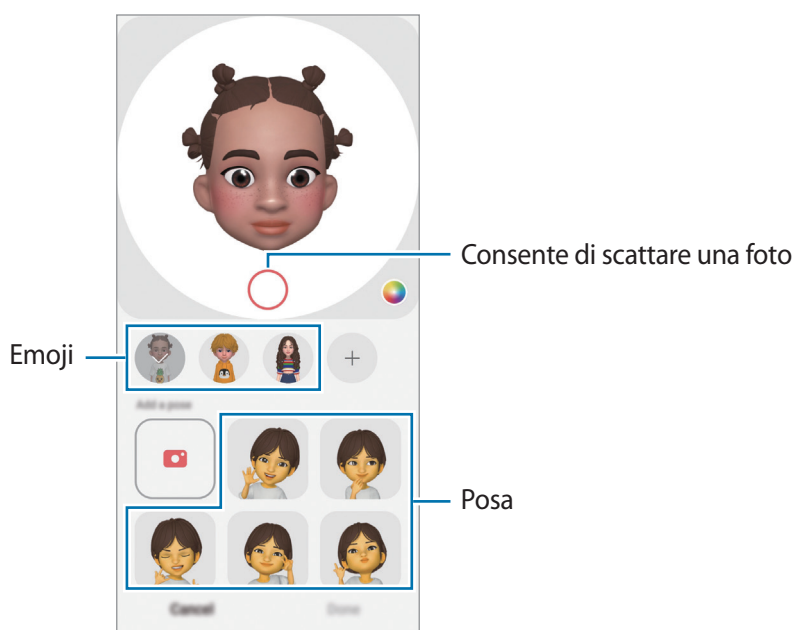 Consente di scattare una foto
Emoji
Add a pose
Posa
Cancel
Done